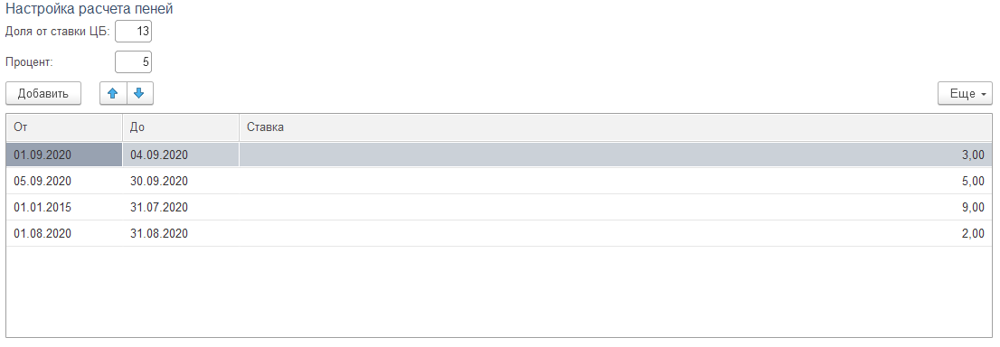 Настройка расчета пеней
Доля от ставки ЦБ: 13
Процент: 5
Добавить Еще
От До Ставка
01.09.2020 04.09.2020 3,00
05.09.2020 30.09.2020 5,00
01.01.2015 31.07.2020 9,00
01.08.2020 31.08.2020 2,00